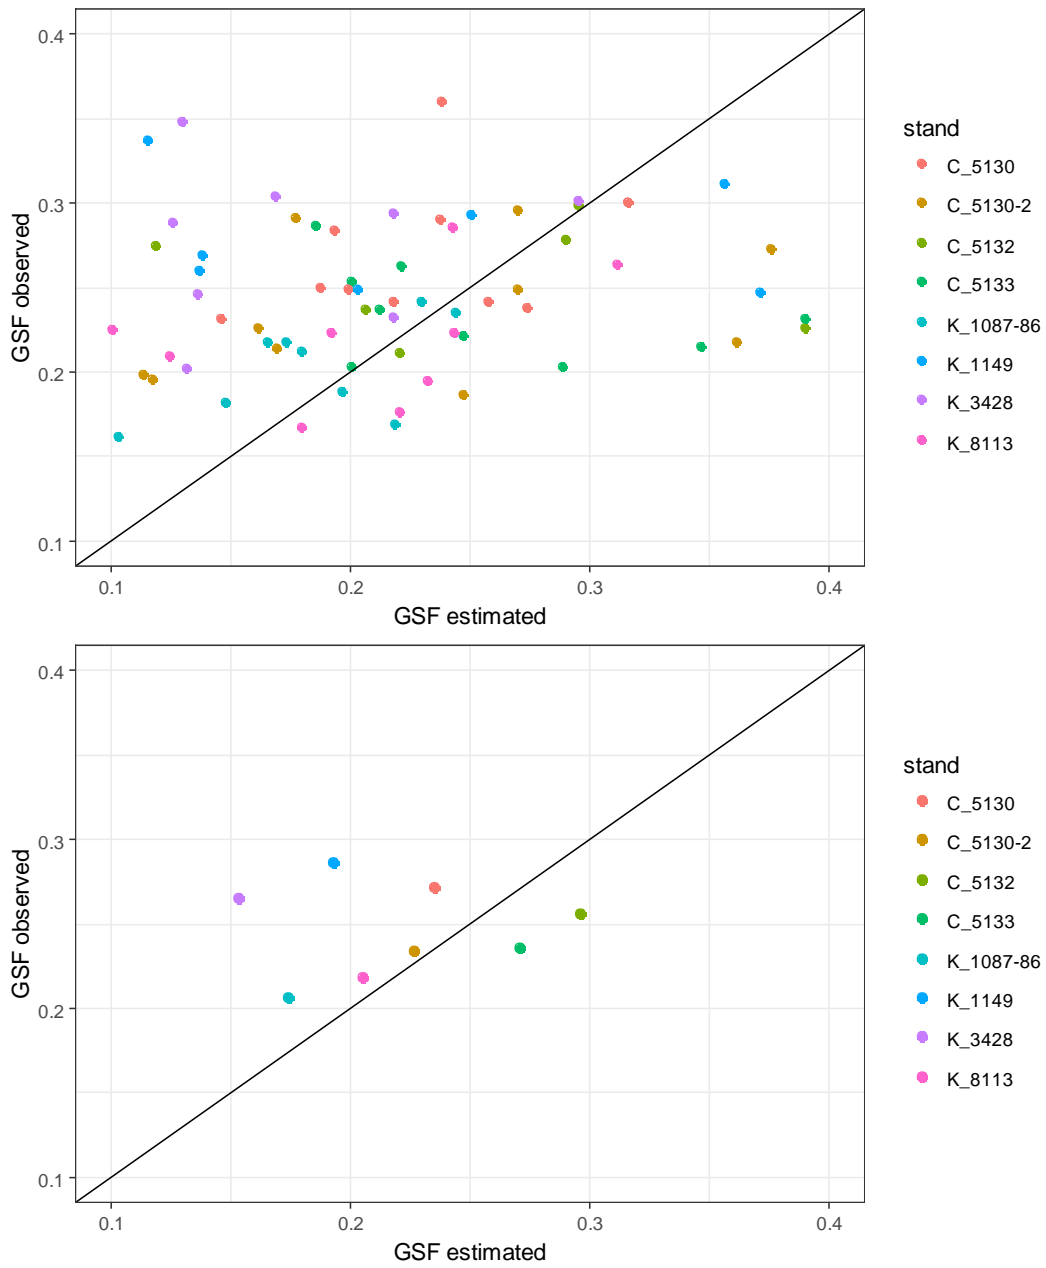 0.4
0.3
0.2
0.1
GSF observed
0.1
0.2
0.3
0.4
GSF estimated
stand
C_5130
C_5130-2
C_5132
C_5133
K_1087-86
K_1149
K_3428
K_8113
0.4
0.3
0.2
0.1
GSF observed
0.1
0.2
0.3
0.4
GSF estimated
stand
C_5130
C_5130-2
C_5132
C_5133
K_1087-86
K_1149
K_3428
K_8113